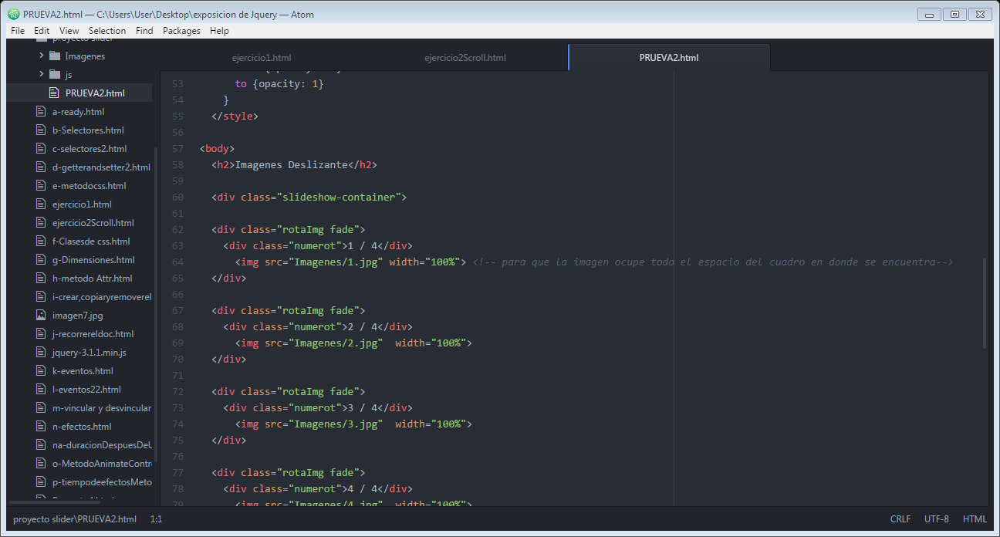 PRUEVA2.html — C:\Users\User\Desktop\exposicion de Jquery — Atom
File Edit View Selection Find Packages Help
proyecto slider
Imagenes
js
PRUEVA2.html
a-ready.html
b-Selectores.html
c-selectores2.html
d-getterandsetter2.html
e-metodocss.html
ejercicio1.html
ejercicio2Scroll.html
f-Clasesde css.html
g-Dimensiones.html
h-metodo Attr.html
i-crear,copiaryremoverel
imagen7.jpg
j-recorrereldoc.html
jquery-3.1.1.min.js
k-eventos.html
l-eventos22.html
m-vincular y desvincular
n-efectos.html
na-duracionDespuesDeL
o-MetodoAnimateContr
p-tiempodeefectosMeto
ejercicio1.html ejercicio2Scroll.html PRUEVA2.html
53 to {opacity: 1}
54 }
55 </style>
56
57 <body>
58 <h2>Imagenes Deslizante</h2>
59
60 <div class="slideshow-container">
61
62 <div class="rotaImg fade">
63 <div class="numerot">1 / 4</div>
64 <img src="Imagenes/1.jpg" width="100%"> <!-- para que la imagen ocupe todo el espacio del cuadro en donde se encuentra-->
65 </div>
66
67 <div class="rotaImg fade">
68 <div class="numerot">2 / 4</div>
69 <img src="Imagenes/2.jpg"  width="100%">
70 </div>
71
72 <div class="rotaImg fade">
73 <div class="numerot">3 / 4</div>
74 <img src="Imagenes/3.jpg"  width="100%">
75 </div>
76
77 <div class="rotaImg fade">
78 <div class="numerot">4 / 4</div>
79 <img src="Imagenes/4.jpg"  width="100%">
proyecto slider\PRUEVA2.html 1:1 CRLF UTF-8 HTML